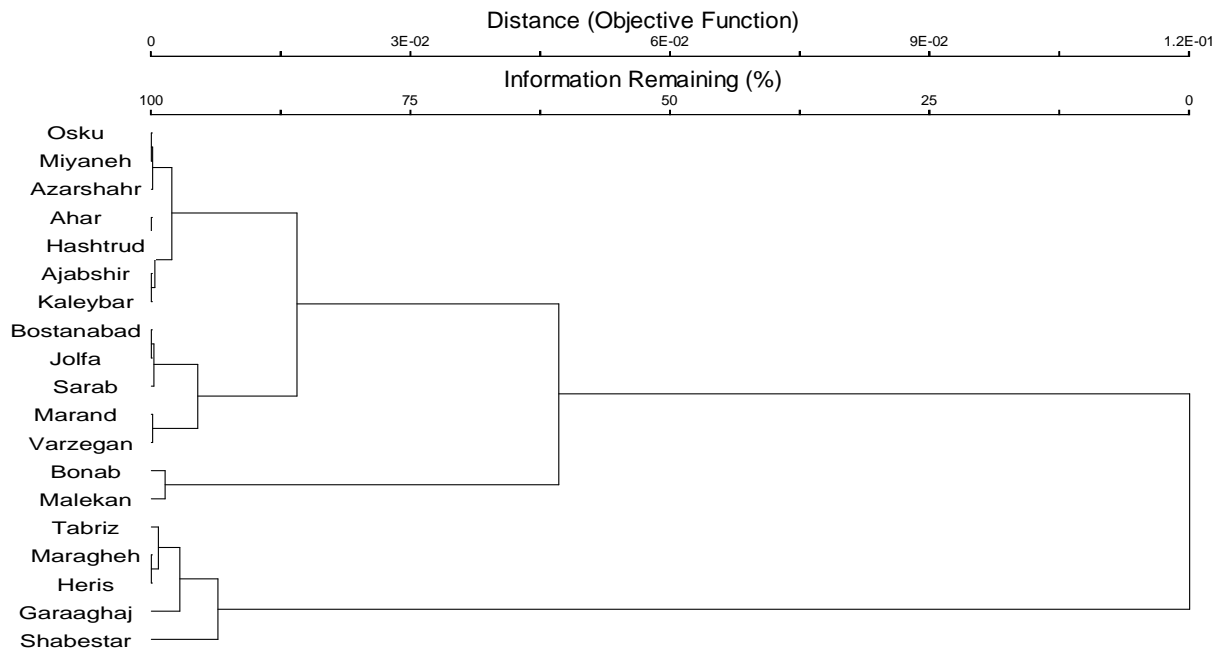 Distance (Objective Function)
0 3E-02 6E-02 9E-02 1.2E-01
Information Remaining (%)
100 75 50 25 0
Osku
Miyaneh
Azarshahr
Ahar
Hashtrud
Ajabshir
Kaleybar
Bostanabad
Jolfa
Sarab
Marand
Varzegan
Bonab
Malekan
Tabriz
Maragheh
Heris
Garaaghaj
Shabestar